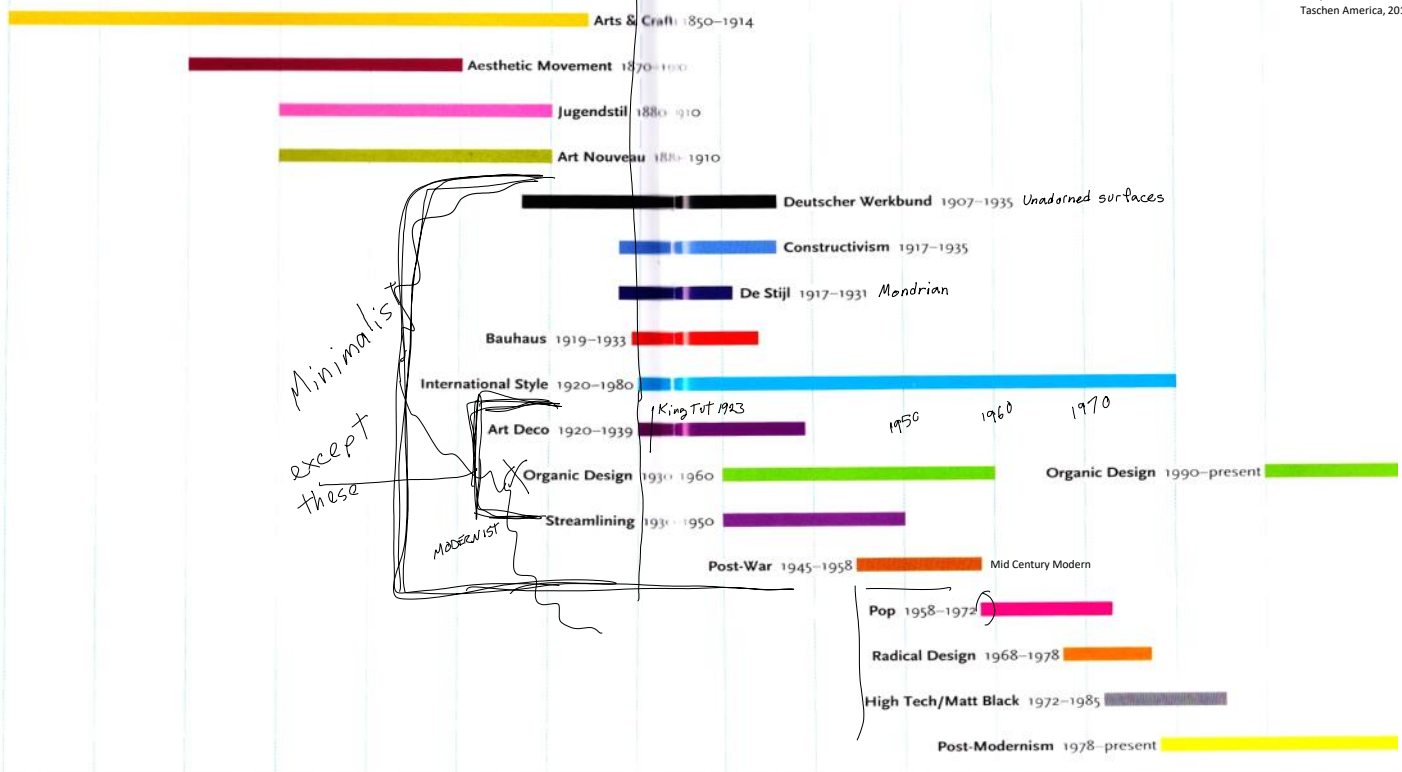 Taschen America, 201
Arts & Crafts 1850–1914
Aesthetic Movement 1870–1900
Jugendstil 1880–1910
Art Nouveau 1880–1910
Deutscher Werkbund 1907–1935 Unadorned surfaces
Constructivism 1917–1935
De Stijl 1917–1931 Mondrian
Bauhaus 1919–1933
Minimalist
International Style 1920–1980
King Tut 1923
1950 1960 1970
Art Deco 1920–1939
except
these
Organic Design 1930–1960
Organic Design 1990–present
Streamlining 1930–1950
MODERNIST
Post-War 1945–1958
Mid Century Modern
Pop 1958–1972
Radical Design 1968–1978
High Tech/Matt Black 1972–1985
Post-Modernism 1978–present